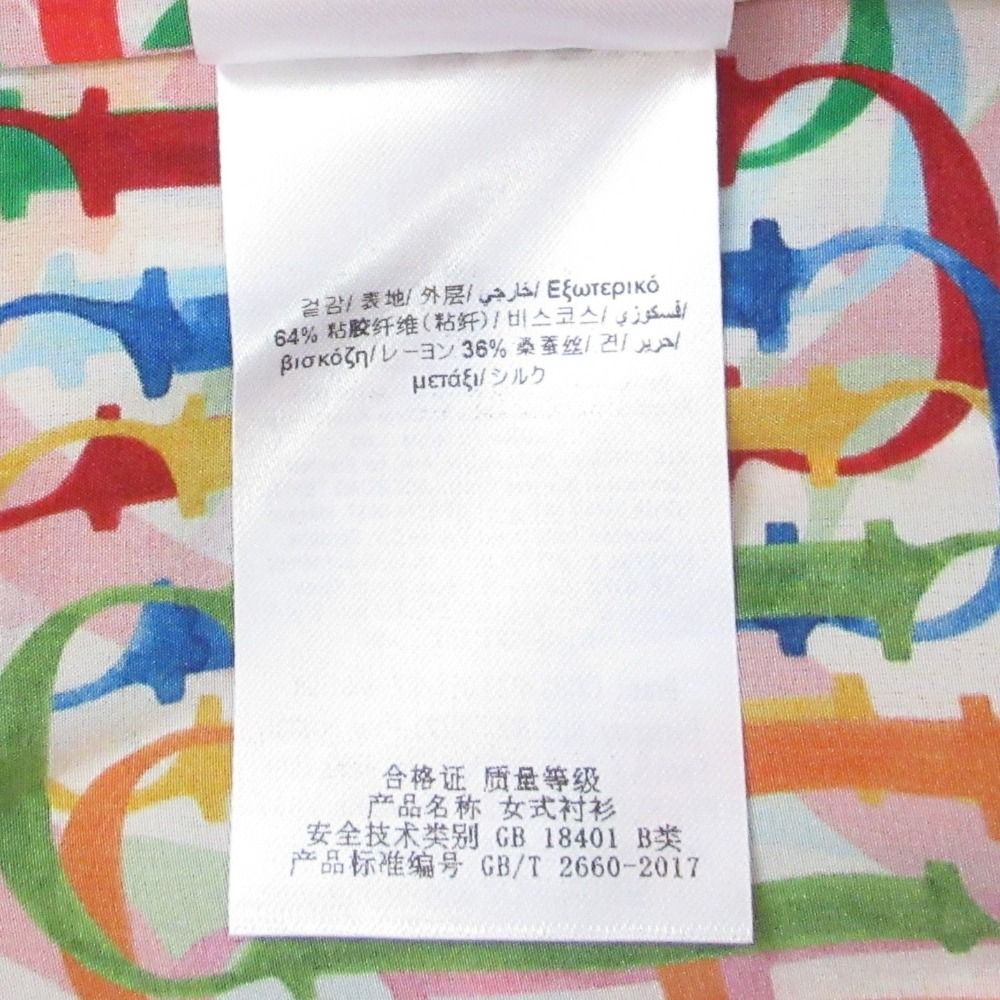 겉감/ 表地/ 外层/ خارجي/ Εξωτερικό
64% 粘胶纤维(粘纤)/ 비스코스/ فسكوزي/
βισκόζη/レーヨン 36% 桑蚕丝/ 견/ حرير/
μετάξι/シルク
合格证 质量等级
产品名称 女式衬衫
安全技术类别 GB 18401 B类
产品标准编号 GB/T 2660-2017